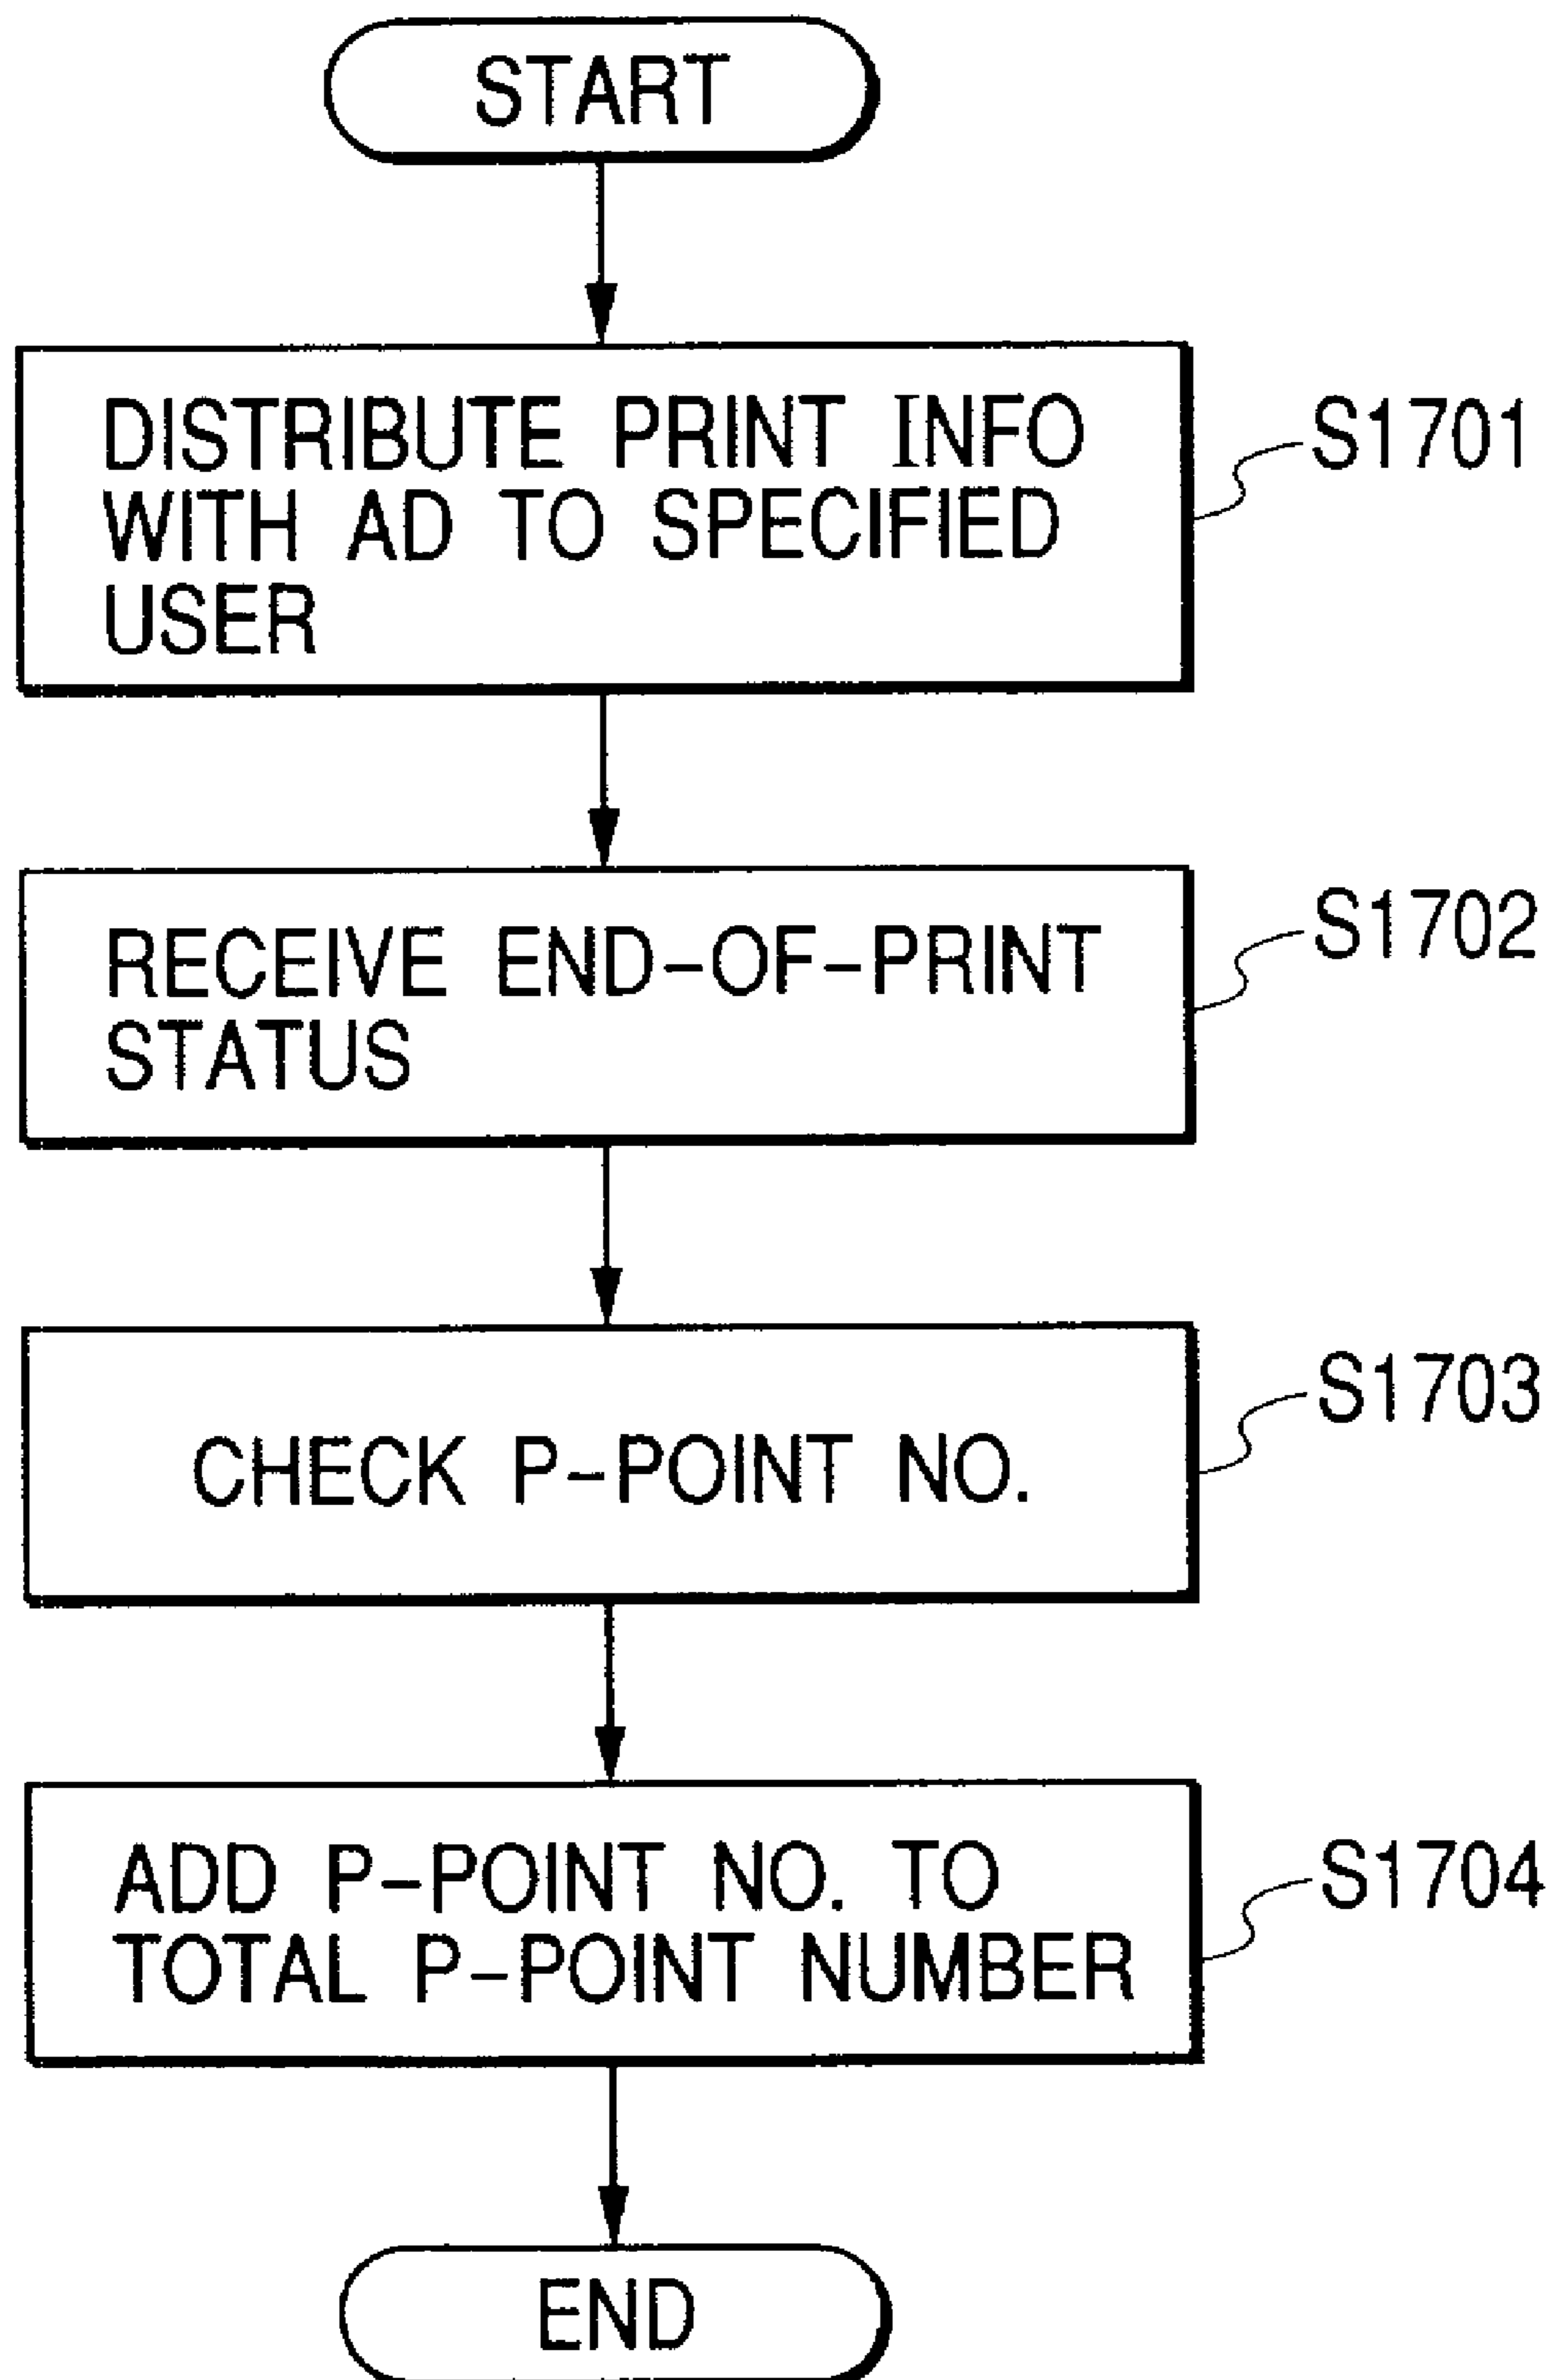 START
DISTRIBUTE PRINT INFO
WITH AD TO SPECIFIED
USER
S1701
RECEIVE END-OF-PRINT
STATUS
S1702
CHECK P-POINT NO.
S1703
ADD P-POINT NO. TO
TOTAL P-POINT NUMBER
S1704
END